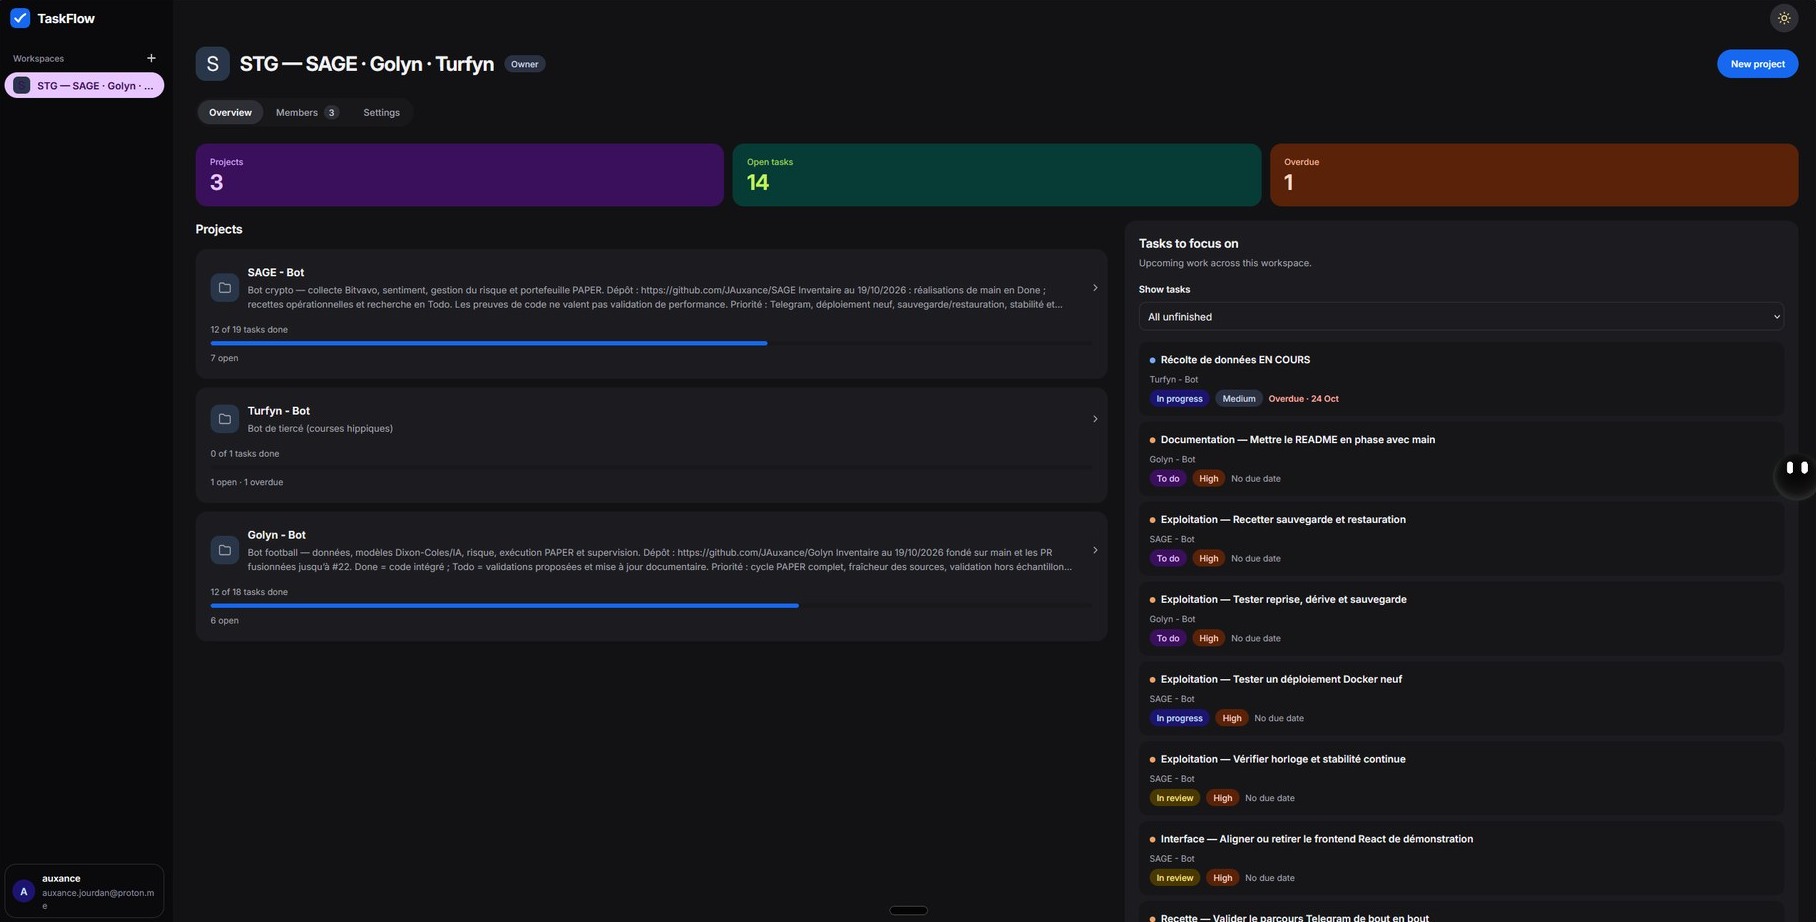 TaskFlow
Workspaces
+
S STG — SAGE · Golyn · ...
S
STG — SAGE · Golyn · Turfyn
Owner
New project
Overview
Members 3
Settings
Projects
3
Open tasks
14
Overdue
1
Projects
SAGE - Bot
Bot crypto — collecte Bitvavo, sentiment, gestion du risque et portefeuille PAPER. Dépôt : https://github.com/JAuxance/SAGE Inventaire au 19/10/2026 : réalisations de main en Done ;
recettes opérationnelles et recherche en Todo. Les preuves de code ne valent pas validation de performance. Priorité : Telegram, déploiement neuf, sauvegarde/restauration, stabilité et...
12 of 19 tasks done
7 open
Turfyn - Bot
Bot de tiercé (courses hippiques)
0 of 1 tasks done
1 open · 1 overdue
Golyn - Bot
Bot football — données, modèles Dixon-Coles/IA, risque, exécution PAPER et supervision. Dépôt : https://github.com/JAuxance/Golyn Inventaire au 19/10/2026 fondé sur main et les PR
fusionnées jusqu'à #22. Done = code intégré ; Todo = validations proposées et mise à jour documentaire. Priorité : cycle PAPER complet, fraîcheur des sources, validation hors échantillon...
12 of 18 tasks done
6 open
Tasks to focus on
Upcoming work across this workspace.
Show tasks
All unfinished
Récolte de données EN COURS
Turfyn - Bot
In progress Medium Overdue · 24 Oct
Documentation — Mettre le README en phase avec main
Golyn - Bot
To do High No due date
Exploitation — Recetter sauvegarde et restauration
SAGE - Bot
To do High No due date
Exploitation — Tester reprise, dérive et sauvegarde
Golyn - Bot
To do High No due date
Exploitation — Tester un déploiement Docker neuf
SAGE - Bot
In progress High No due date
Exploitation — Vérifier horloge et stabilité continue
SAGE - Bot
In review High No due date
Interface — Aligner ou retirer le frontend React de démonstration
SAGE - Bot
In review High No due date
Recette — Valider le parcours Telegram de bout en bout
A
auxance
auxance.jourdan@proton.m
e